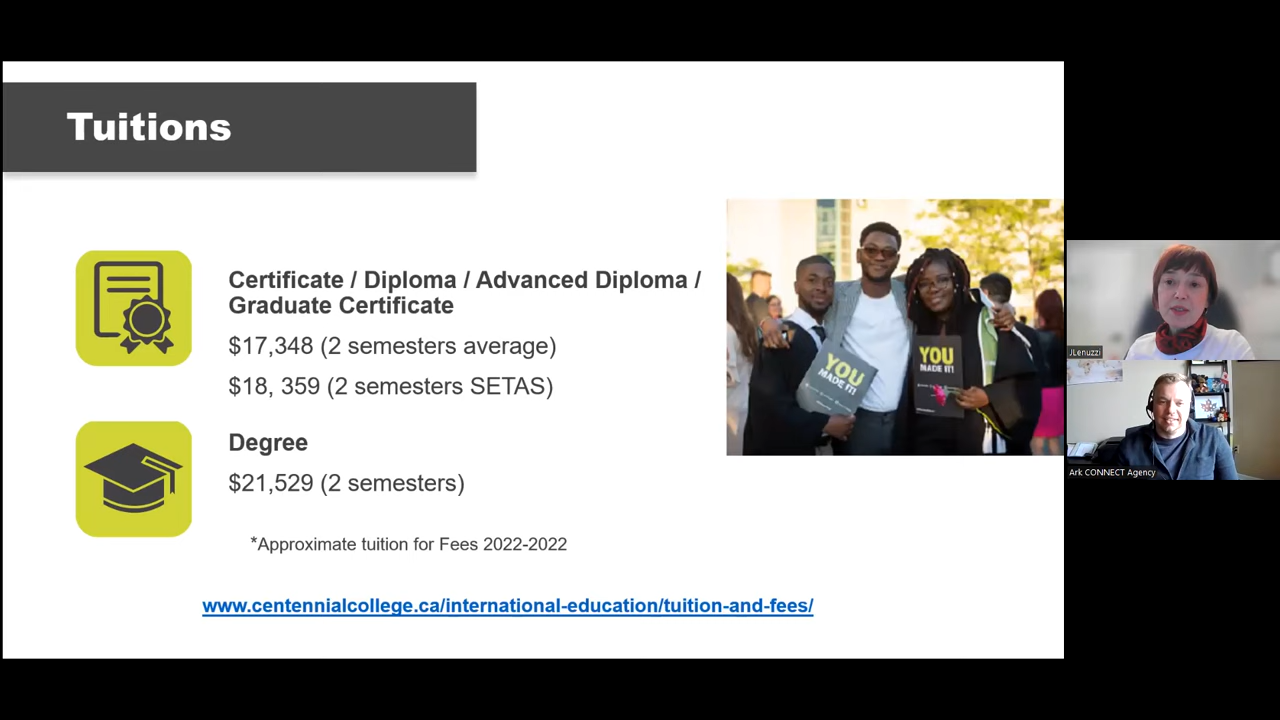 Tuitions
Certificate / Diploma / Advanced Diploma /
Graduate Certificate
$17,348 (2 semesters average)
$18, 359 (2 semesters SETAS)
Degree
$21,529 (2 semesters)
*Approximate tuition for Fees 2022-2022
www.centennialcollege.ca/international-education/tuition-and-fees/
YOU
MADE IT!
YOU
MADE IT!
JLenuzzi
Ark CONNECT Agency